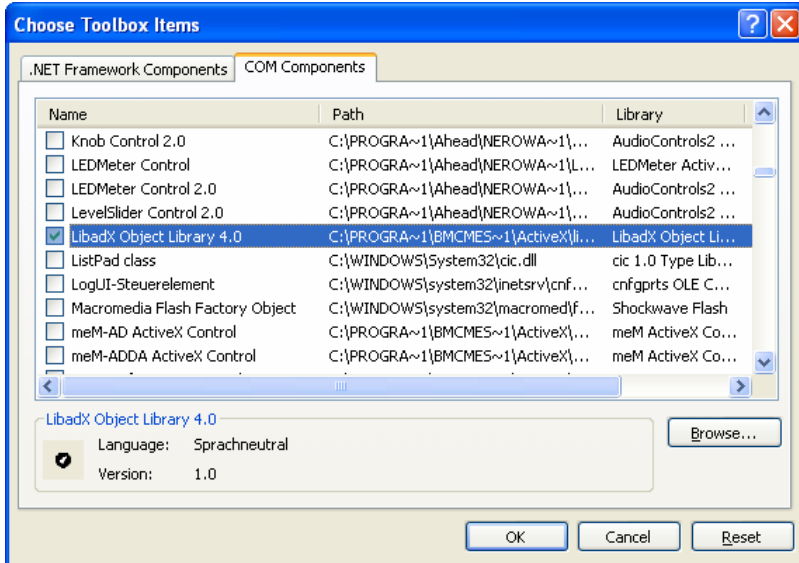 Choose Toolbox Items
.NET Framework Components COM Components
Name Path Library
Knob Control 2.0 C:\PROGRA~1\Ahead\NEROWA~1\... AudioControls2 ...
LEDMeter Control C:\PROGRA~1\Ahead\NEROWA~1\L... LEDMeter Activ...
LEDMeter Control 2.0 C:\PROGRA~1\Ahead\NEROWA~1\... AudioControls2 ...
LevelSlider Control 2.0 C:\PROGRA~1\Ahead\NEROWA~1\... AudioControls2 ...
LibadX Object Library 4.0 C:\PROGRA~1\BMCMES~1\ActiveX\li... LibadX Object Li...
ListPad class C:\WINDOWS\System32\cic.dll cic 1.0 Type Lib...
LogUI-Steuerelement C:\WINDOWS\system32\inetsrv\cnf... cnfgprts OLE C...
Macromedia Flash Factory Object C:\WINDOWS\system32\macromed\f... Shockwave Flash
meM-AD ActiveX Control C:\PROGRA~1\BMCMES~1\ActiveX\... meM ActiveX Co...
meM-ADDA ActiveX Control C:\PROGRA~1\BMCMES~1\ActiveX\... meM ActiveX Co...
LibadX Object Library 4.0
Language: Sprachneutral
Version: 1.0
Browse...
OK Cancel Reset